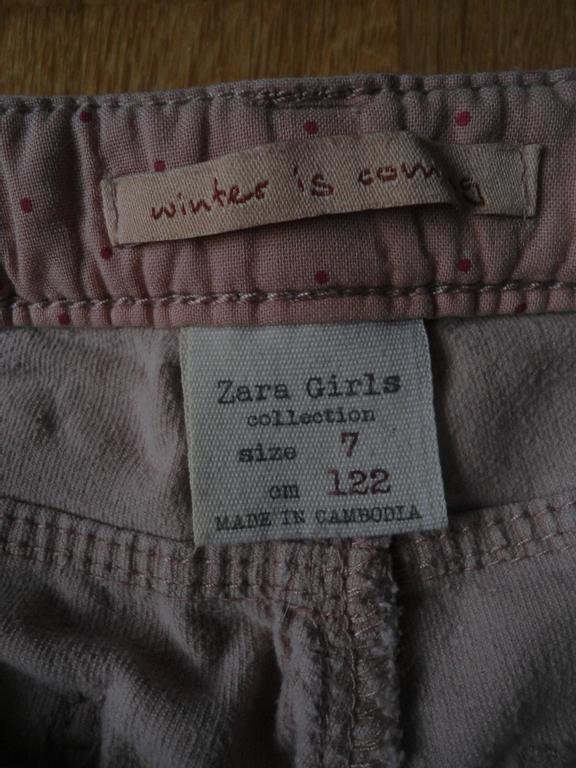 winter is coming
Zara Girls
collection
size 7
cm 122
MADE IN CAMBODIA